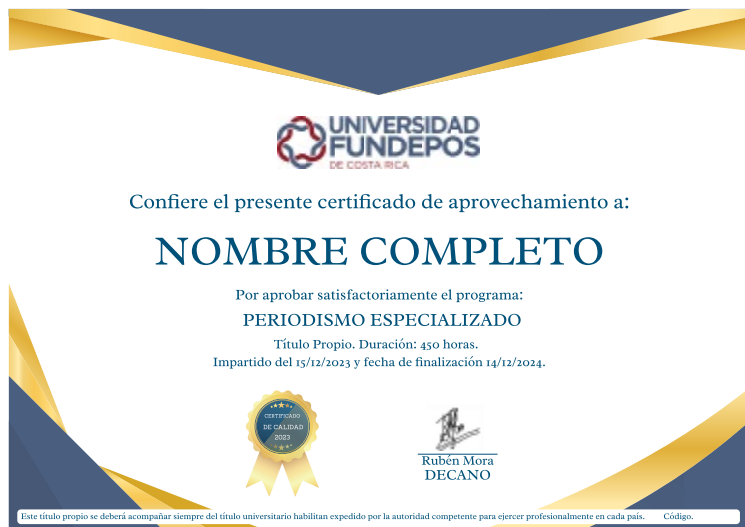 UNIVERSIDAD
FUNDEPOS
DE COSTA RICA
Confiere el presente certificado de aprovechamiento a:
NOMBRE COMPLETO
Por aprobar satisfactoriamente el programa:
PERIODISMO ESPECIALIZADO
Título Propio. Duración: 450 horas.
Impartido del 15/12/2023 y fecha de finalización 14/12/2024.
CERTIFICADO
DE CALIDAD
2023
Rubén Mora
DECANO
Este título propio se deberá acompañar siempre del título universitario habilitan expedido por la autoridad competente para ejercer profesionalmente en cada país. Código.